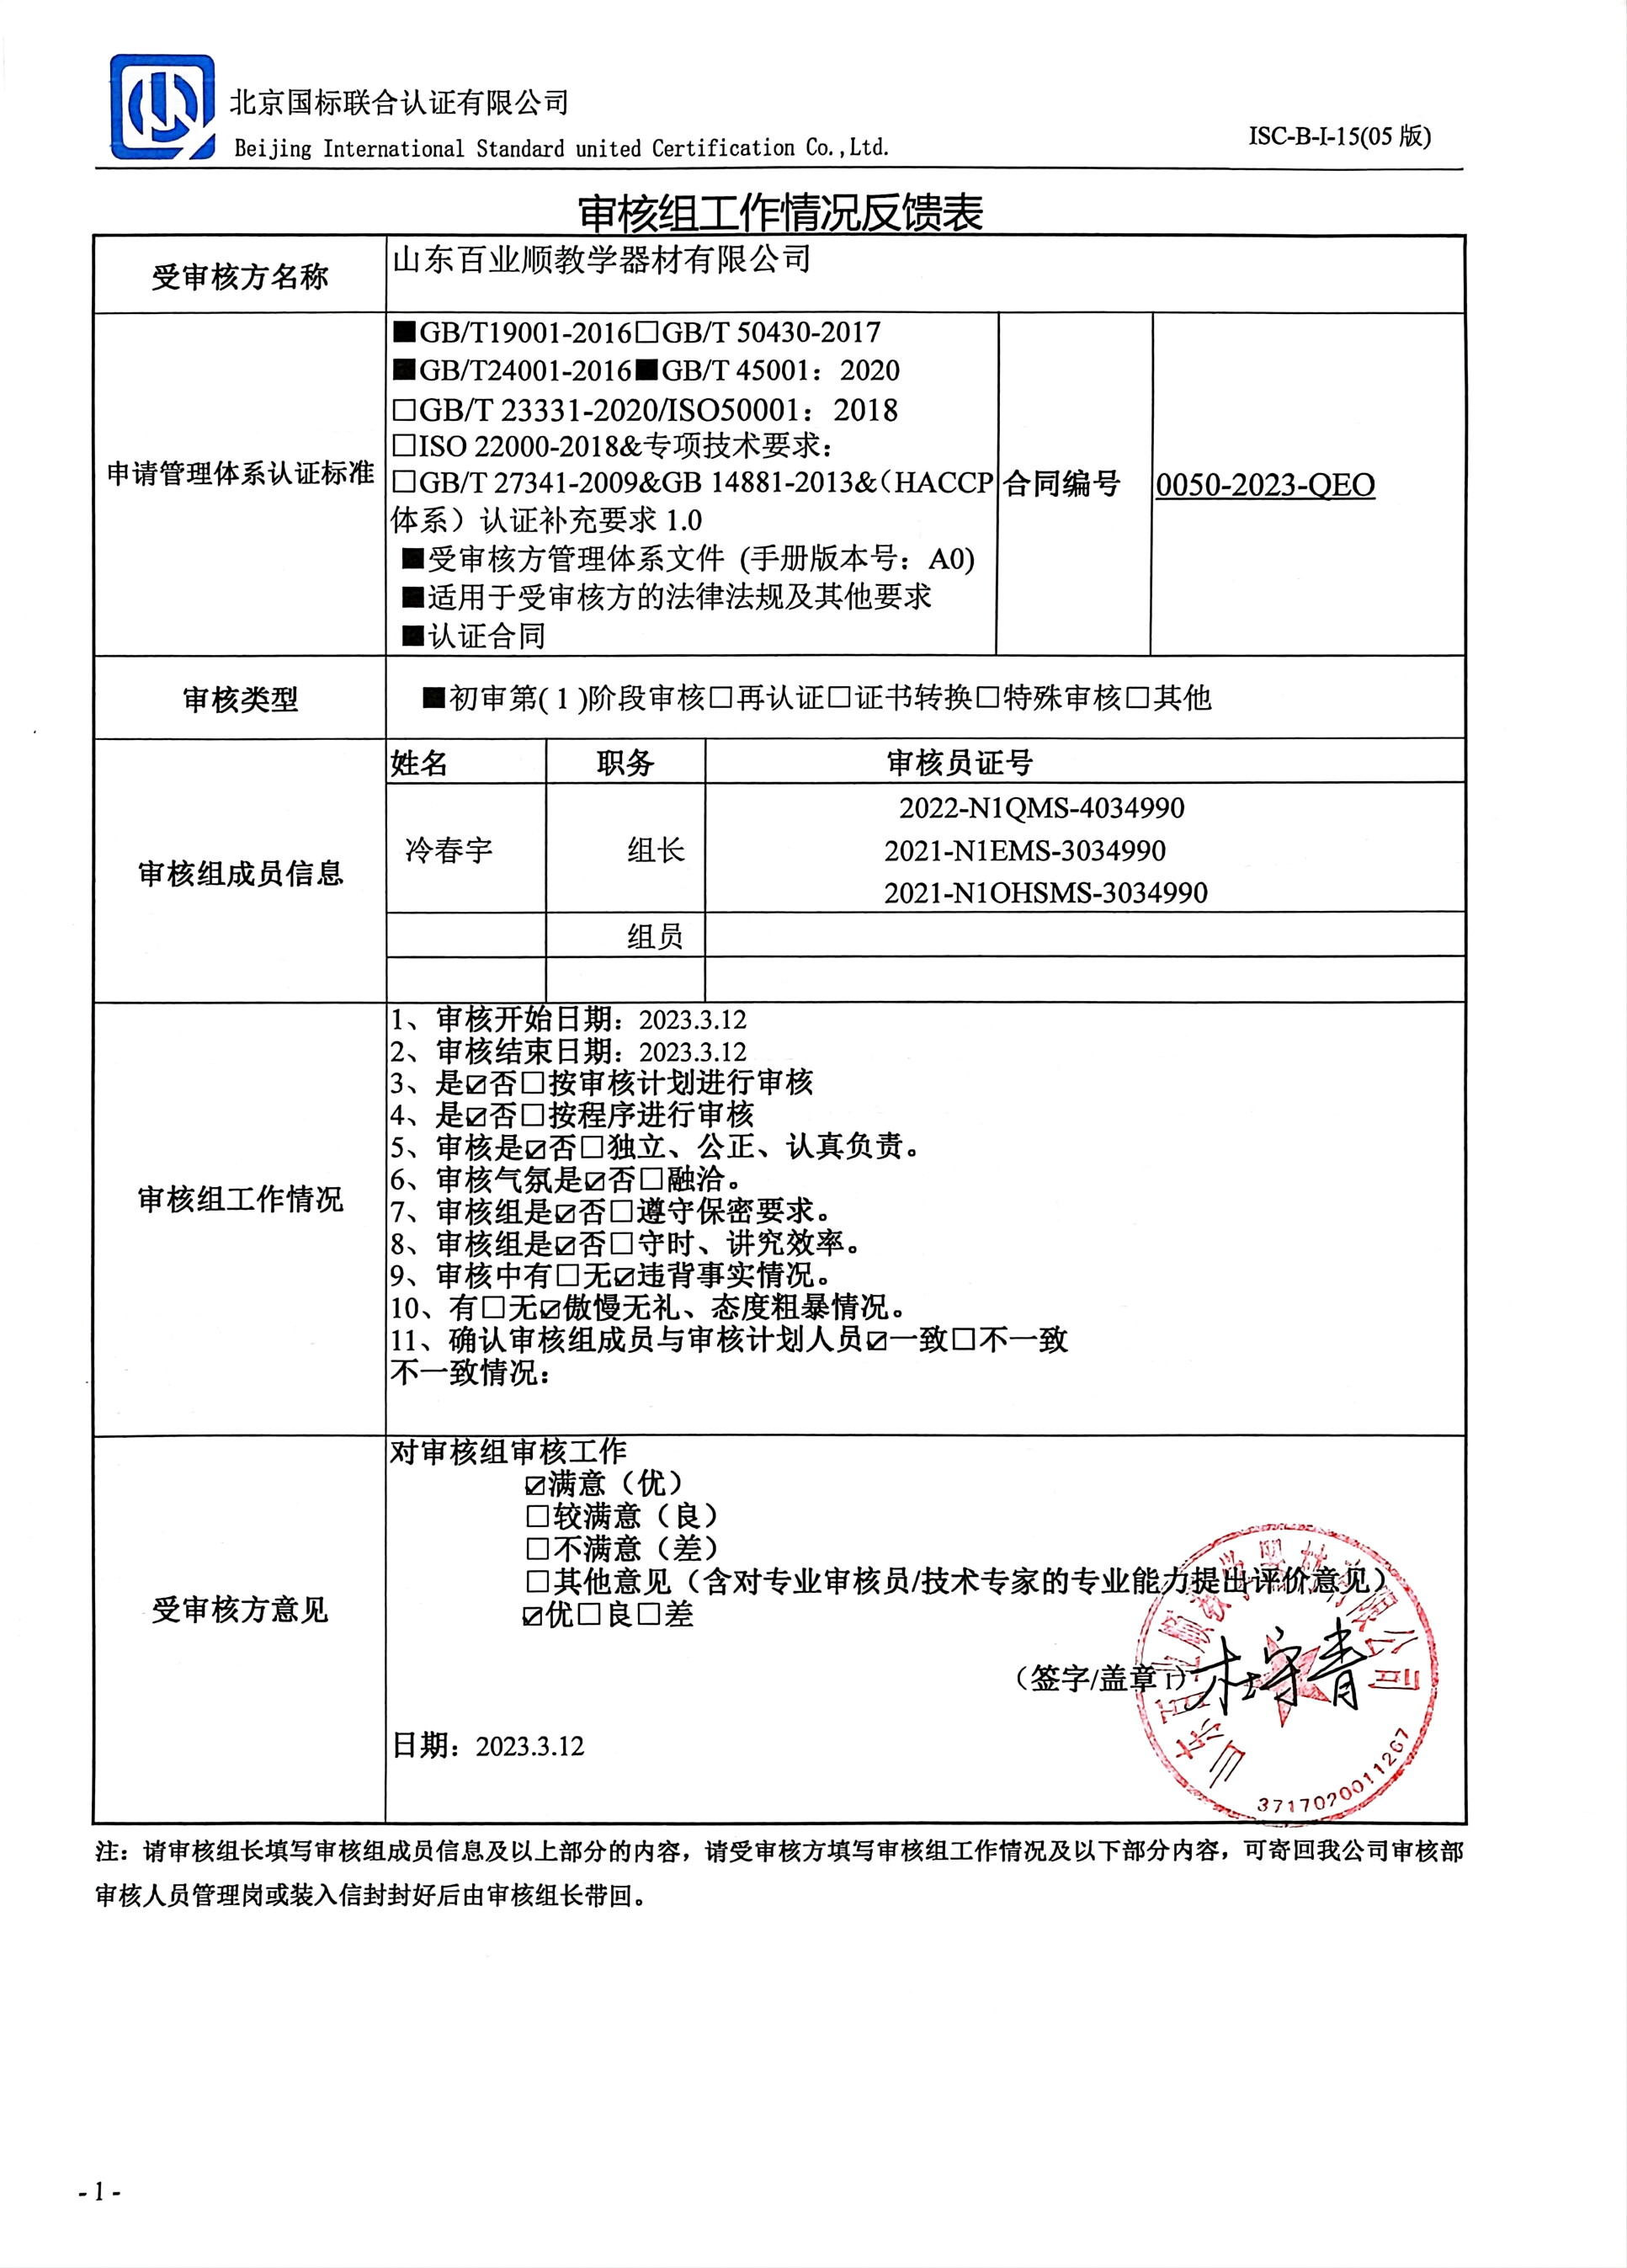 北京国标联合认证有限公司
Beijing International Standard united Certification Co.,Ltd.
ISC-B-I-15(05 版)
审核组工作情况反馈表
受审核方名称
山东百业顺教学器材有限公司
申请管理体系认证标准
■GB/T19001-2016□GB/T 50430-2017
■GB/T24001-2016■GB/T 45001：2020
□GB/T 23331-2020/ISO50001：2018
□ISO 22000-2018&专项技术要求：
□GB/T 27341-2009&GB 14881-2013&（HACCP
体系）认证补充要求 1.0
■受审核方管理体系文件 (手册版本号：A0)
■适用于受审核方的法律法规及其他要求
■认证合同
合同编号
0050-2023-QEO
审核类型
■初审第( 1 )阶段审核□再认证□证书转换□特殊审核□其他
审核组成员信息
姓名 职务 审核员证号
冷春宇 组长
2022-N1QMS-4034990
2021-N1EMS-3034990
2021-N1OHSMS-3034990
组员
审核组工作情况
1、审核开始日期：2023.3.12
2、审核结束日期：2023.3.12
3、是☑否□按审核计划进行审核
4、是☑否□按程序进行审核
5、审核是☑否□独立、公正、认真负责。
6、审核气氛是☑否□融洽。
7、审核组是☑否□遵守保密要求。
8、审核组是☑否□守时、讲究效率。
9、审核中有□无☑违背事实情况。
10、有□无☑傲慢无礼、态度粗暴情况。
11、确认审核组成员与审核计划人员☑一致□不一致
不一致情况：
受审核方意见
对审核组审核工作
☑满意（优）
□较满意（良）
□不满意（差）
□其他意见（含对专业审核员/技术专家的专业能力提出评价意见）
☑优□良□差
（签字/盖章）
山东百业顺教学器材有限公司
3717020011267
日期：2023.3.12
注：请审核组长填写审核组成员信息及以上部分的内容，请受审核方填写审核组工作情况及以下部分内容，可寄回我公司审核部
审核人员管理岗或装入信封封好后由审核组长带回。
- 1 -